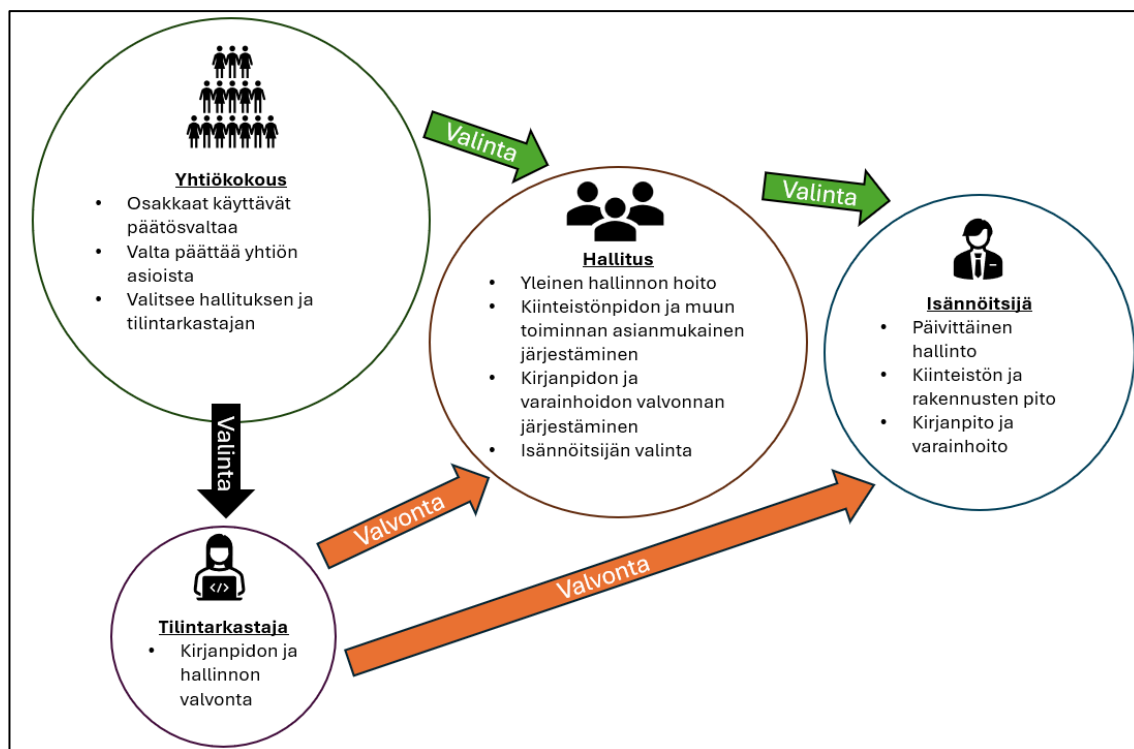 Yhtiökokous
• Osakkaat käyttävät
päätösvaltaa
• Valta päättää yhtiön
asioista
• Valitsee hallituksen ja
tilintarkastajan
Valinta
Hallitus
• Yleinen hallinnon hoito
• Kiinteistönpidon ja muun
toiminnan asianmukainen
järjestäminen
• Kirjanpidon ja
varainhoidon valvonnan
järjestäminen
• Isännöitsijän valinta
Valinta
Isännöitsijä
• Päivittäinen
hallinto
• Kiinteistön ja
rakennusten pito
• Kirjanpito ja
varainhoito
Valinta
Tilintarkastaja
• Kirjanpidon ja
hallinnon
valvonta
Valvonta
Valvonta